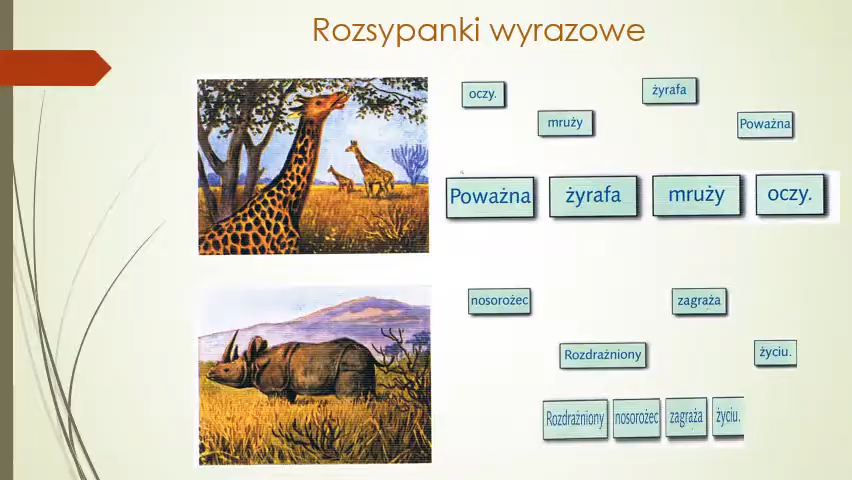 Rozsypanki wyrazowe
oczy.
żyrafa
mruży
Poważna
Poważna żyrafa mruży oczy.
nosorożec
zagraża
Rozdrażniony
życiu.
Rozdrażniony nosorożec zagraża życiu.